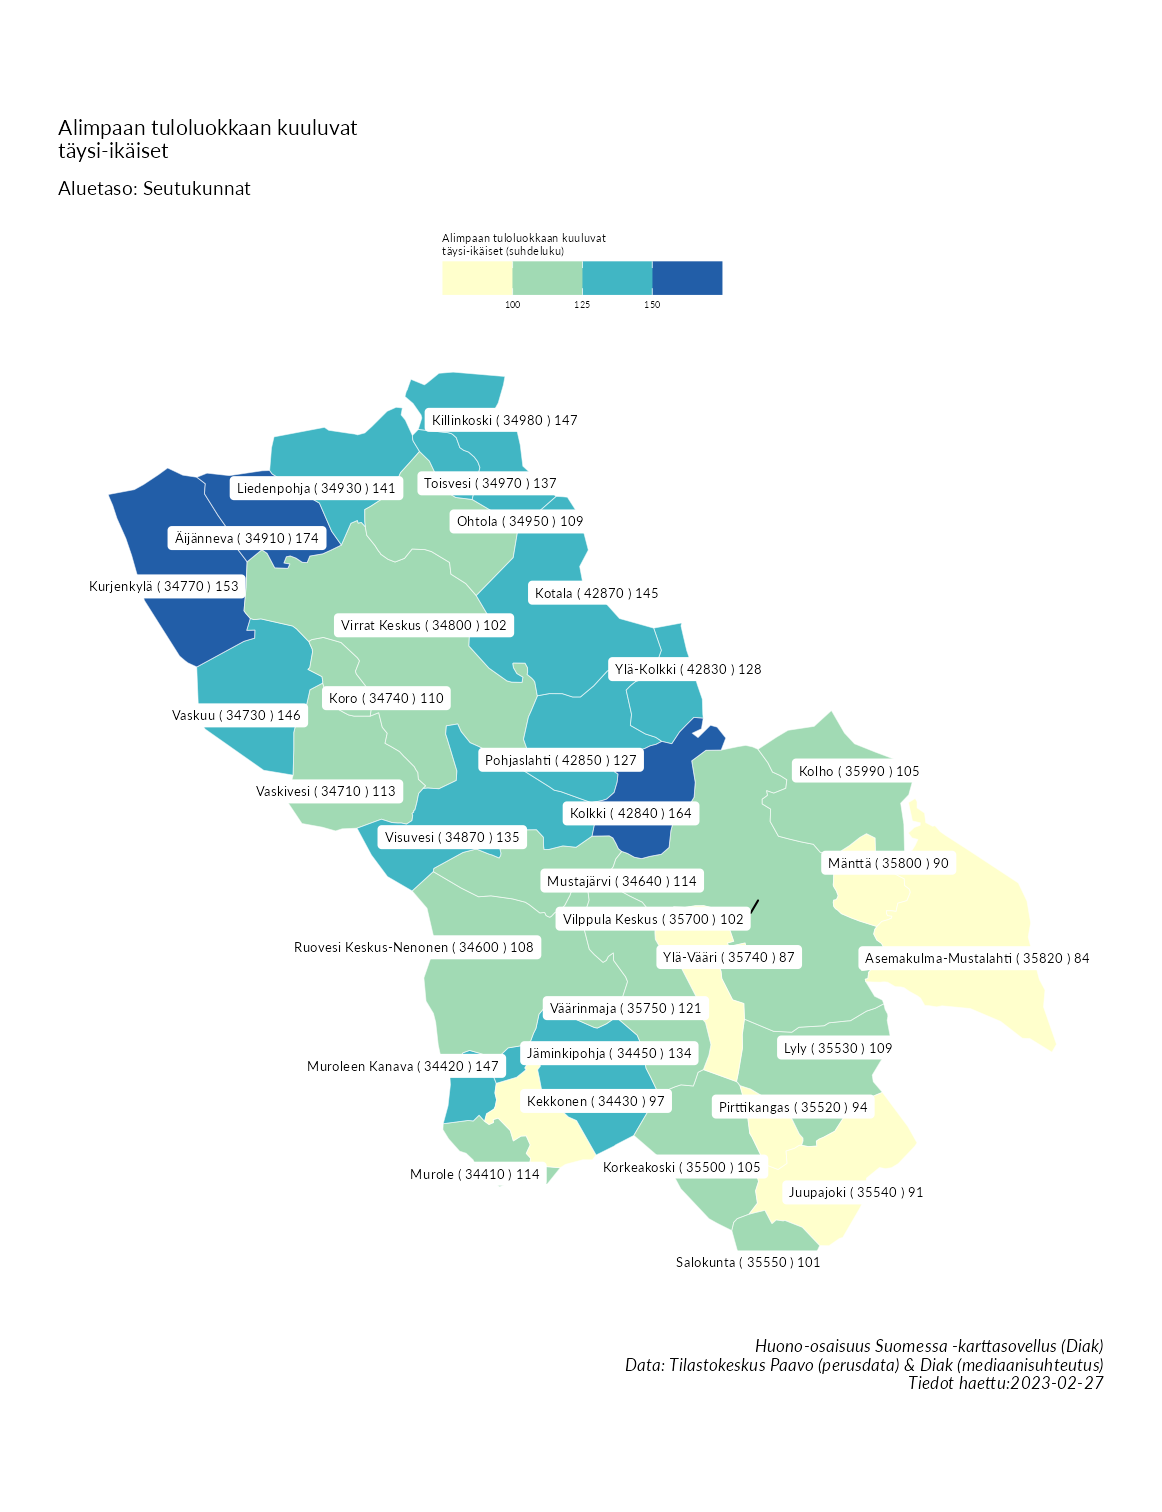 Alimpaan tuloluokkaan kuuluvat
täysi-ikäiset
Aluetaso: Seutukunnat
Alimpaan tuloluokkaan kuuluvat
täysi-ikäiset (suhdeluku)
100 125 150
Killinkoski ( 34980 ) 147
Toisvesi ( 34970 ) 137
Liedenpohja ( 34930 ) 141
Ohtola ( 34950 ) 109
Äijänneva ( 34910 ) 174
Kurjenkylä ( 34770 ) 153
Kotala ( 42870 ) 145
Virrat Keskus ( 34800 ) 102
Ylä-Kolkki ( 42830 ) 128
Koro ( 34740 ) 110
Vaskuu ( 34730 ) 146
Pohjaslahti ( 42850 ) 127
Kolho ( 35990 ) 105
Vaskivesi ( 34710 ) 113
Kolkki ( 42840 ) 164
Visuvesi ( 34870 ) 135
Mänttä ( 35800 ) 90
Mustajärvi ( 34640 ) 114
Vilppula Keskus ( 35700 ) 102
Ruovesi Keskus-Nenonen ( 34600 ) 108
Ylä-Vääri ( 35740 ) 87
Asemakulma-Mustalahti ( 35820 ) 84
Väärinmaja ( 35750 ) 121
Lyly ( 35530 ) 109
Jäminkipohja ( 34450 ) 134
Muroleen Kanava ( 34420 ) 147
Kekkonen ( 34430 ) 97
Pirttikangas ( 35520 ) 94
Korkeakoski ( 35500 ) 105
Murole ( 34410 ) 114
Juupajoki ( 35540 ) 91
Salokunta ( 35550 ) 101
Huono-osaisuus Suomessa -karttasovellus (Diak)
Data: Tilastokeskus Paavo (perusdata) & Diak (mediaanisuhteutus)
Tiedot haettu:2023-02-27